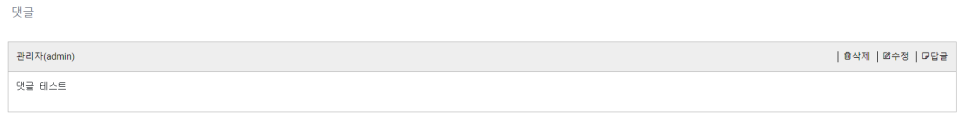 댓글
관리자(admin) | 삭제 | 수정 | 답글
댓글 테스트